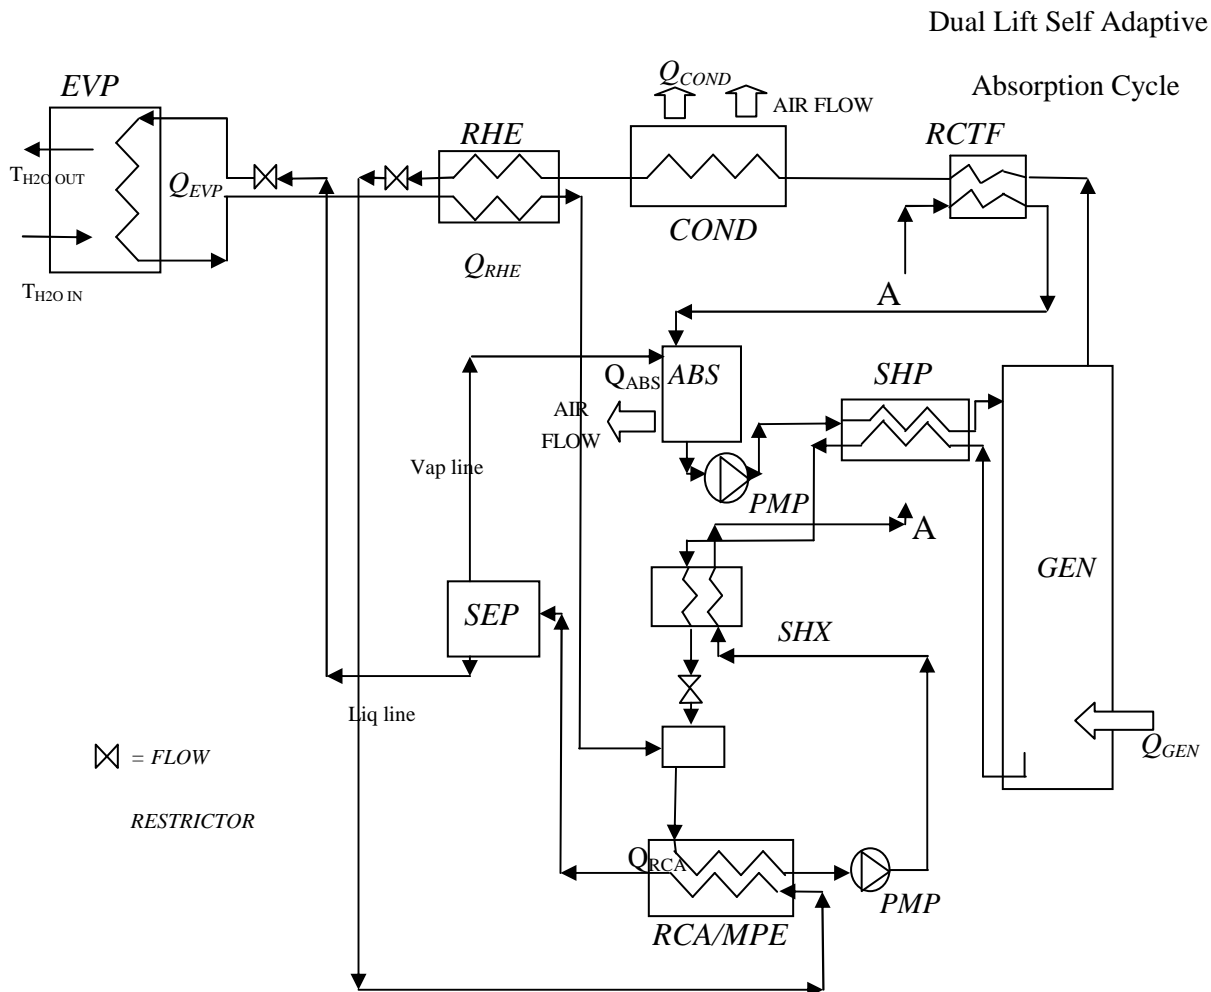 Dual Lift Self Adaptive
Absorption Cycle
EVP
Q_COND
AIR FLOW
RHE
RCTF
T_H2O OUT
Q_EVP
COND
Q_RHE
T_H2O IN
A
Q_ABS
ABS
SHP
AIR
FLOW
Vap line
PMP
A
GEN
SEP
SHX
Liq line
Q_GEN
= FLOW
RESTRICTOR
Q_RCA
PMP
RCA/MPE